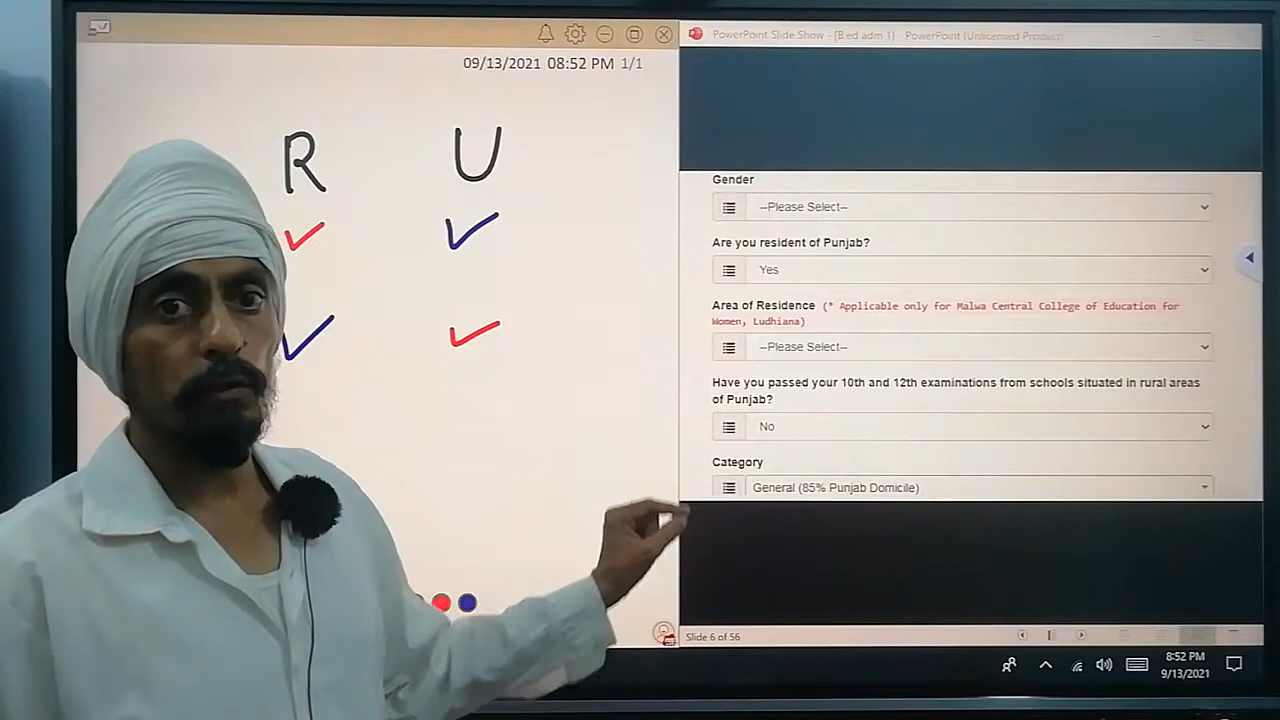 09/13/2021 08:52 PM 1/1
R U
PowerPoint Slide Show - [B ed adm 1] - PowerPoint (Unlicensed Product)
Gender
--Please Select--
Are you resident of Punjab?
Yes
Area of Residence (* Applicable only for Malwa Central College of Education for
Women, Ludhiana)
--Please Select--
Have you passed your 10th and 12th examinations from schools situated in rural areas
of Punjab?
No
Category
General (85% Punjab Domicile)
Slide 6 of 56
8:52 PM
9/13/2021